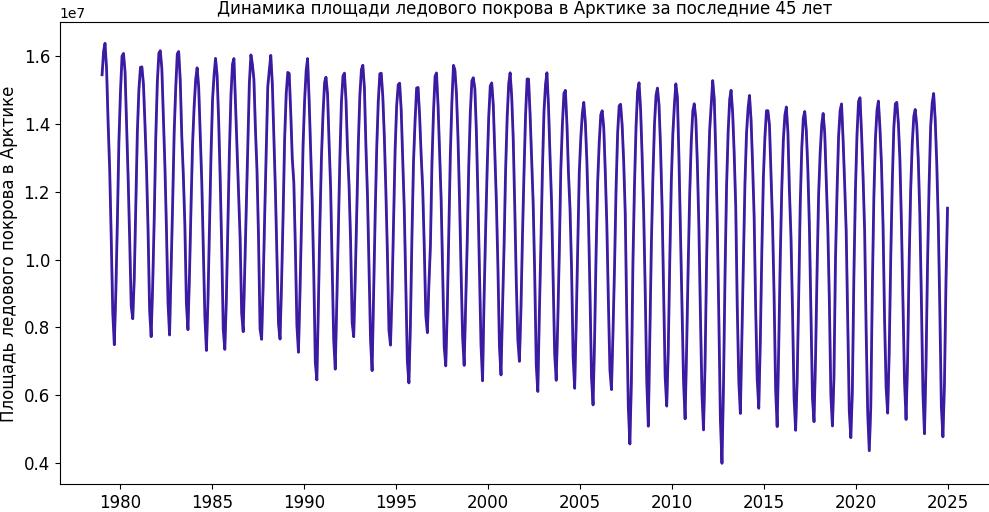 Динамика площади ледового покрова в Арктике за последние 45 лет
1e7
Площадь ледового покрова в Арктике
1.6
1.4
1.2
1.0
0.8
0.6
0.4
1980 1985 1990 1995 2000 2005 2010 2015 2020 2025